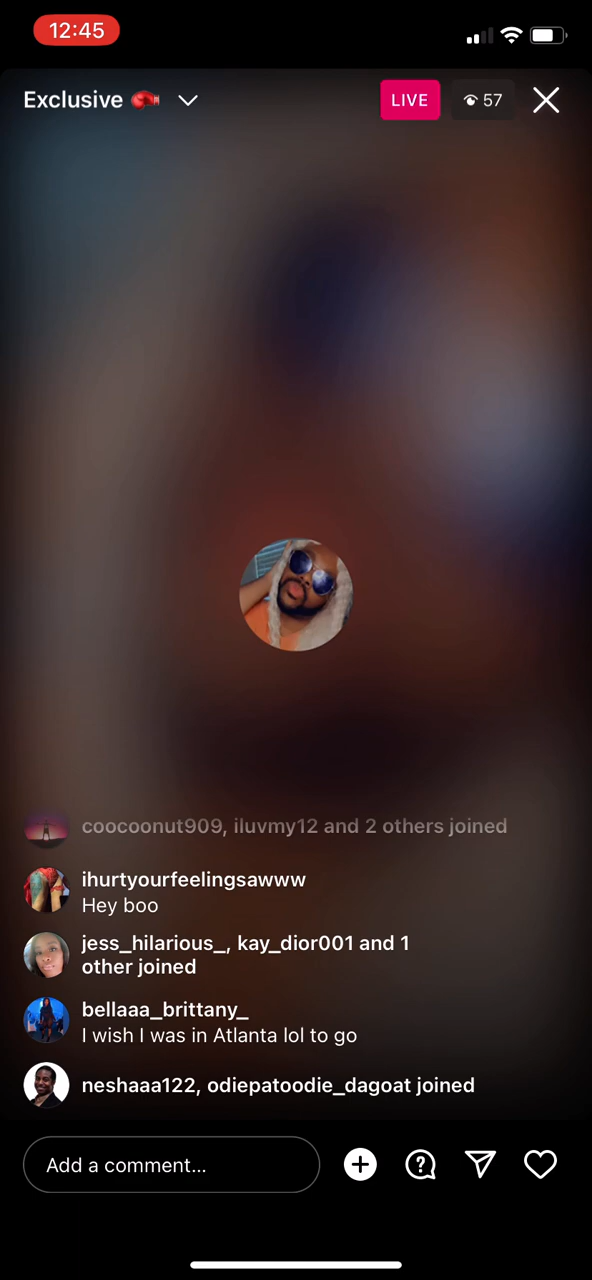 12:45
Exclusive 🥊
LIVE
57
coocoonut909, iluvmy12 and 2 others joined
ihurtyourfeelingsawww
Hey boo
jess_hilarious_, kay_dior001 and 1
other joined
bellaaa_brittany_
I wish I was in Atlanta lol to go
neshaaa122, odiepatoodie_dagoat joined
Add a comment...